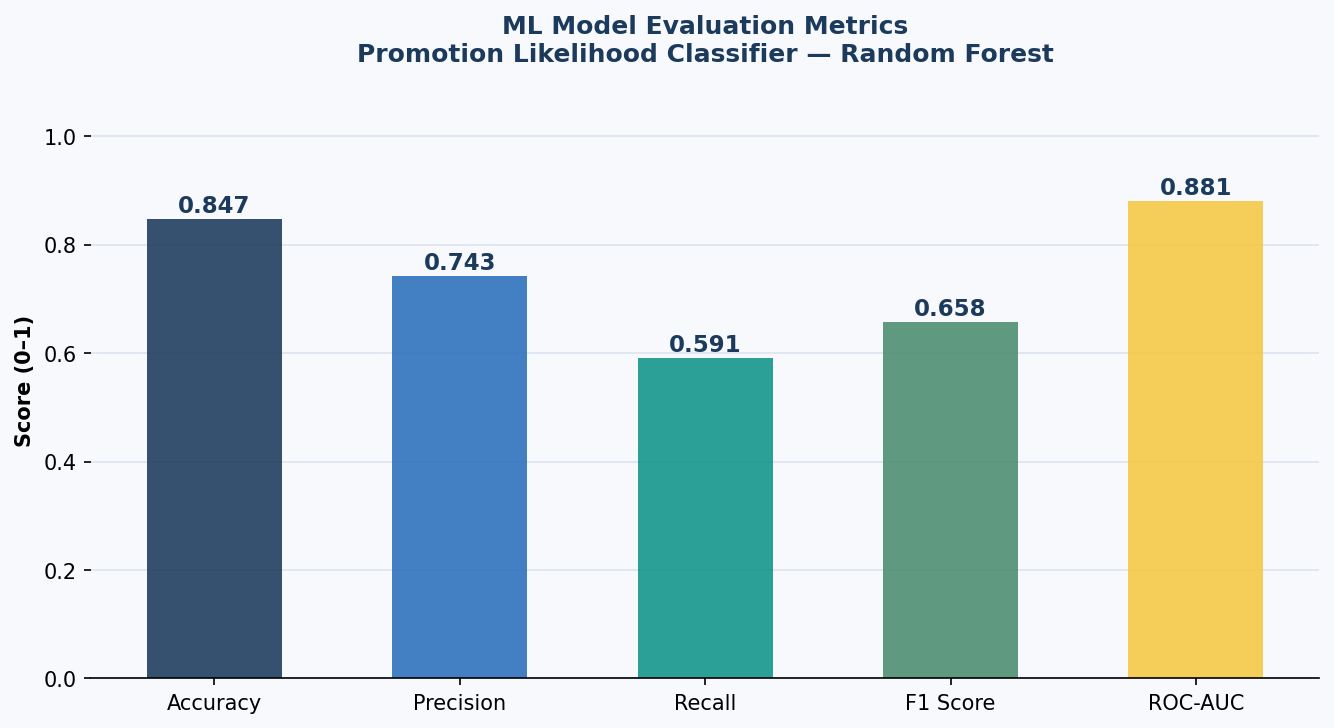 ML Model Evaluation Metrics
Promotion Likelihood Classifier — Random Forest
Score (0–1)
1.0
0.8
0.6
0.4
0.2
0.0
0.847
0.743
0.591
0.658
0.881
Accuracy
Precision
Recall
F1 Score
ROC-AUC